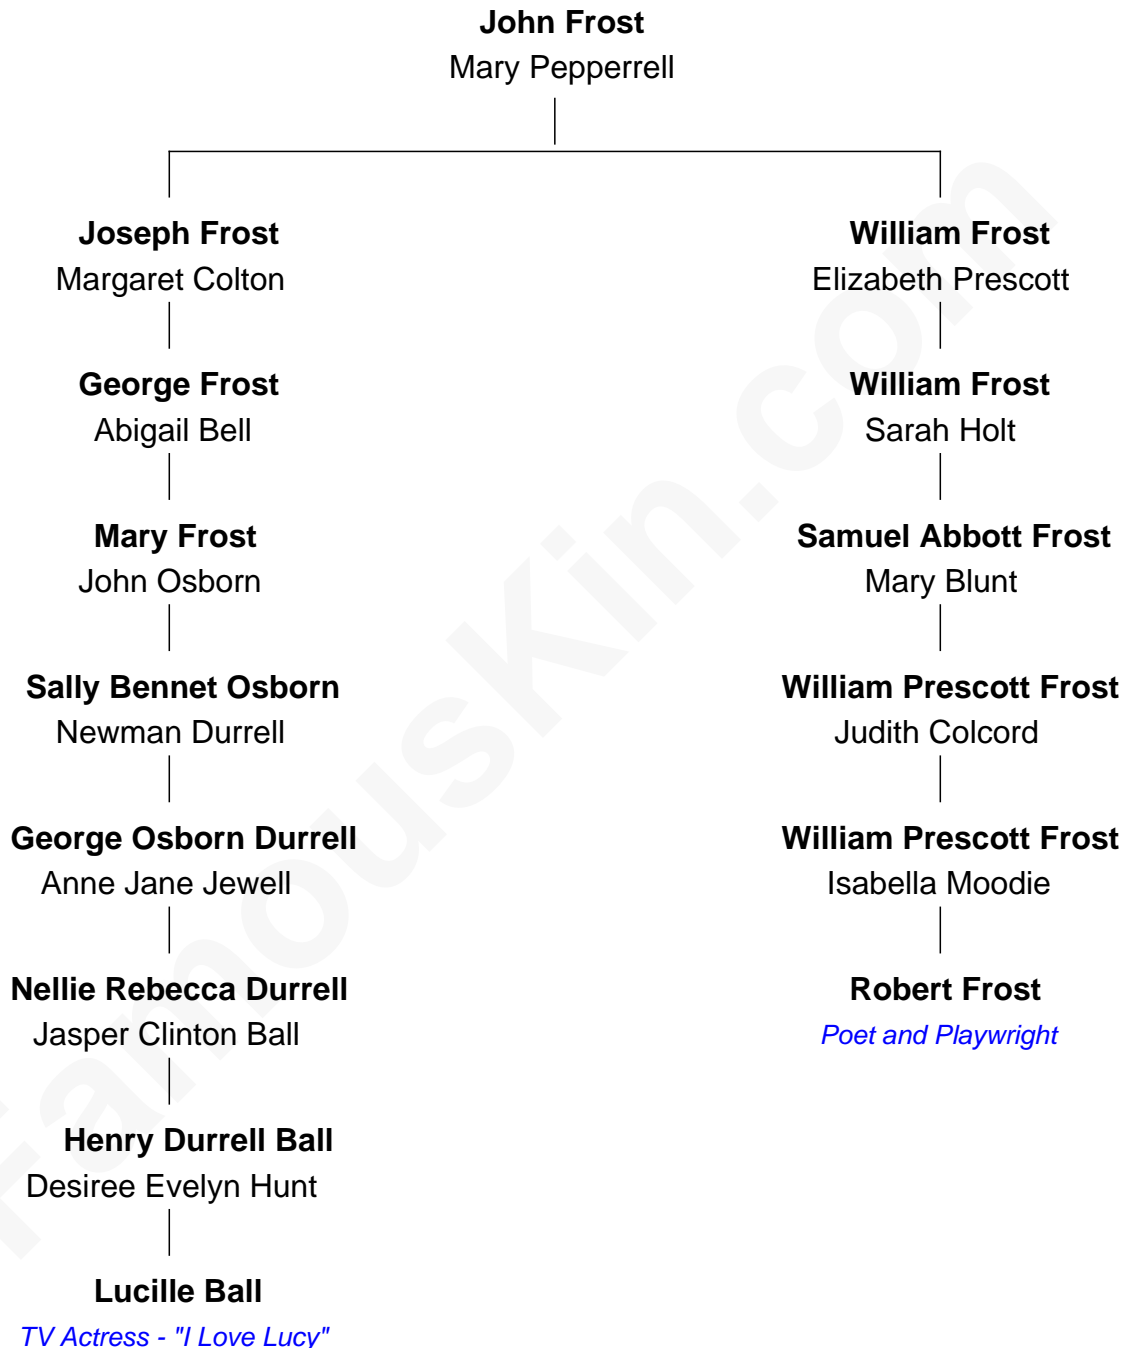 John Frost
Mary Pepperrell
Joseph Frost
Margaret Colton
George Frost
Abigail Bell
Mary Frost
John Osborn
Sally Bennet Osborn
Newman Durrell
George Osborn Durrell
Anne Jane Jewell
Nellie Rebecca Durrell
Jasper Clinton Ball
Henry Durrell Ball
Desiree Evelyn Hunt
Lucille Ball
TV Actress - "I Love Lucy"
William Frost
Elizabeth Prescott
William Frost
Sarah Holt
Samuel Abbott Frost
Mary Blunt
William Prescott Frost
Judith Colcord
William Prescott Frost
Isabella Moodie
Robert Frost
Poet and Playwright
FamousKin.com